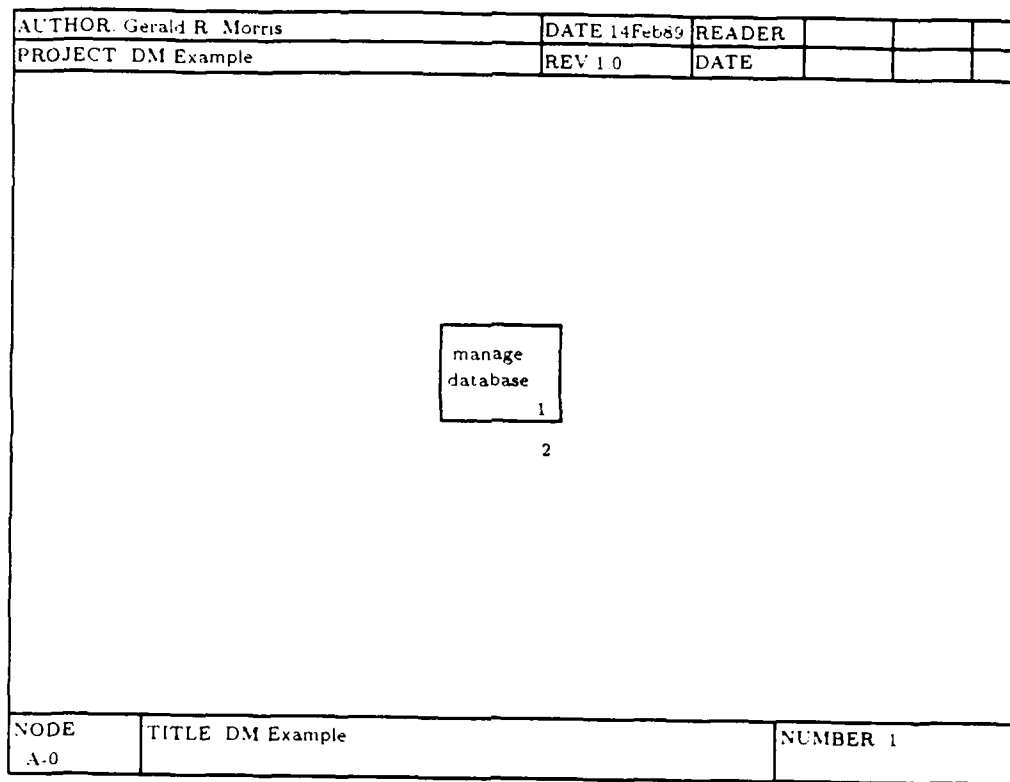 AUTHOR. Gerald R. Morris DATE 14Feb89 READER
PROJECT DM Example REV 1.0 DATE
manage
database
1
2
NODE TITLE DM Example NUMBER 1
A-0